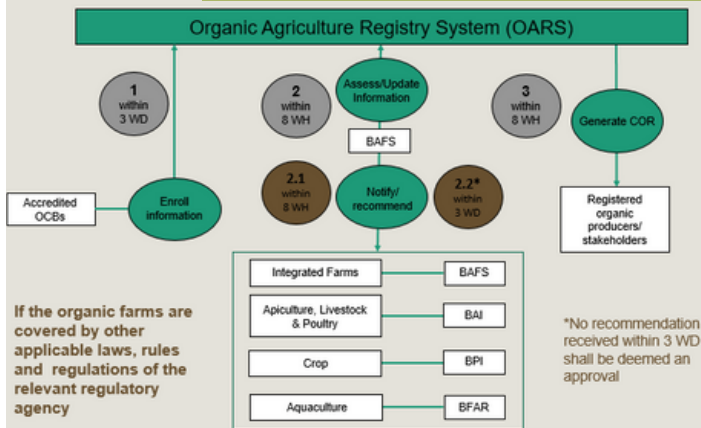 Organic Agriculture Registry System (OARS)
1
within
3 WD
2
within
8 WH
Assess/Update
Information
3
within
8 WH
Generate COR
BAFS
2.1
within
8 WH
Notify/
recommend
2.2*
within
3 WD
Accredited
OCBs
Enroll
information
Registered
organic
producers/
stakeholders
Integrated Farms
BAFS
Apiculture, Livestock
& Poultry
BAI
Crop
BPI
Aquaculture
BFAR
If the organic farms are
covered by other
applicable laws, rules
and regulations of the
relevant regulatory
agency
*No recommendation
received within 3 WD
shall be deemed an
approval